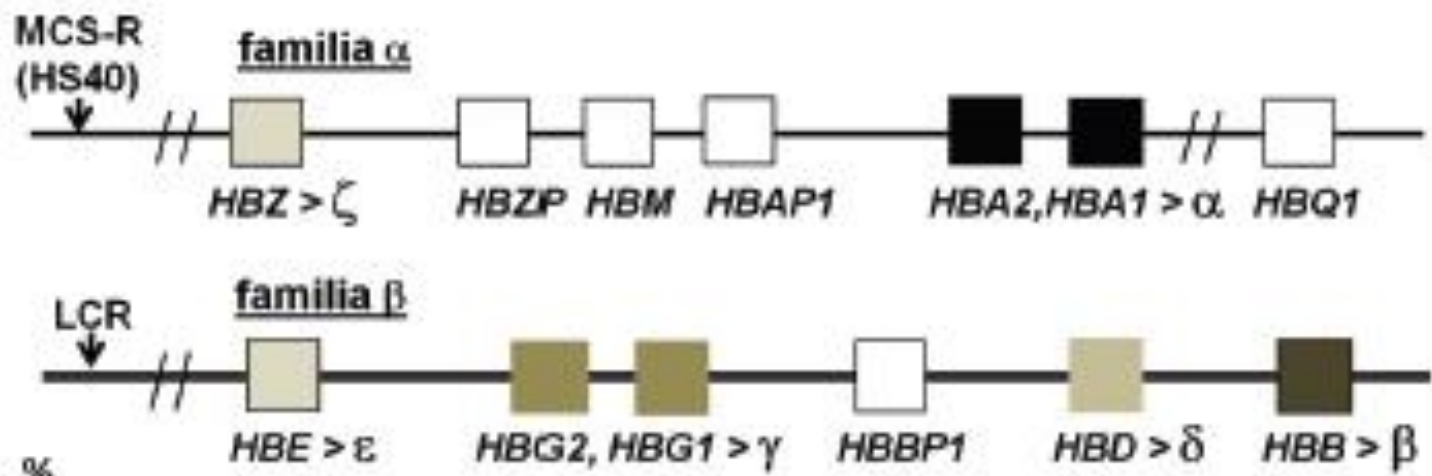 MCS-R
(HS40)
familia α
HBZ > ζ HBZP HBM HBAP1 HBA2,HBA1 > α HBQ1
LCR
familia β
HBE > ε HBG2, HBG1 > γ HBBP1 HBD > δ HBB > β
%